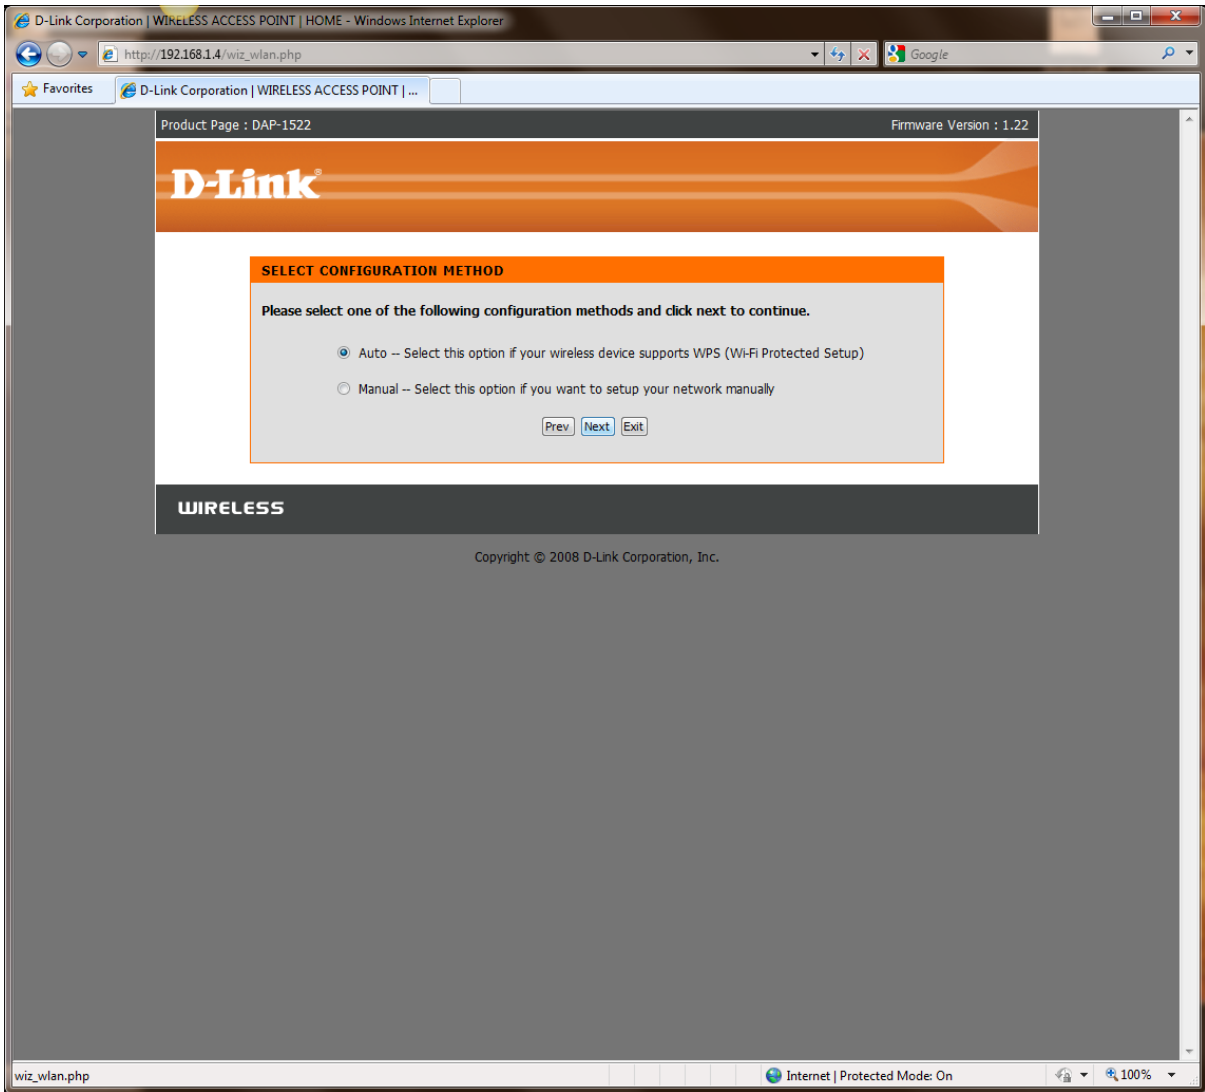 D-Link Corporation | WIRELESS ACCESS POINT | HOME - Windows Internet Explorer
http://192.168.1.4/wiz_wlan.php
Google
Favorites
D-Link Corporation | WIRELESS ACCESS POINT | ...
Product Page : DAP-1522
Firmware Version : 1.22
D-Link®
SELECT CONFIGURATION METHOD
Please select one of the following configuration methods and click next to continue.
Auto -- Select this option if your wireless device supports WPS (Wi-Fi Protected Setup)
Manual -- Select this option if you want to setup your network manually
Prev Next Exit
WIRELESS
Copyright © 2008 D-Link Corporation, Inc.
wiz_wlan.php
Internet | Protected Mode: On
100%